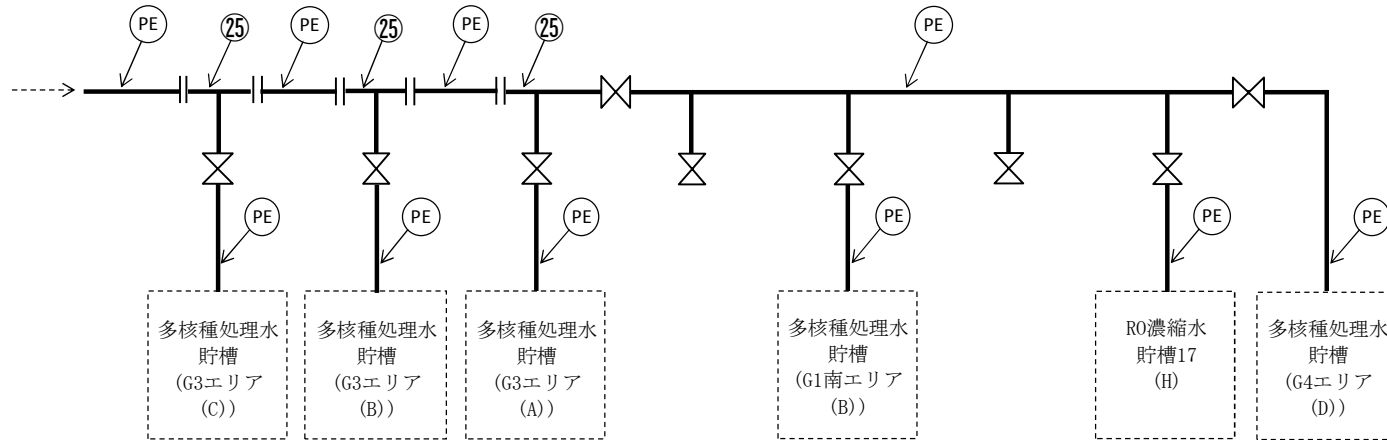 PE
㉕
PE
㉕
PE
㉕
PE
PE
PE
PE
PE
PE
PE
多核種処理水
貯槽
(G3エリア
(C))
多核種処理水
貯槽
(G3エリア
(B))
多核種処理水
貯槽
(G3エリア
(A))
多核種処理水
貯槽
(G1南エリア
(B))
RO濃縮水
貯槽17
(H)
多核種処理水
貯槽
(G4エリア
(D))